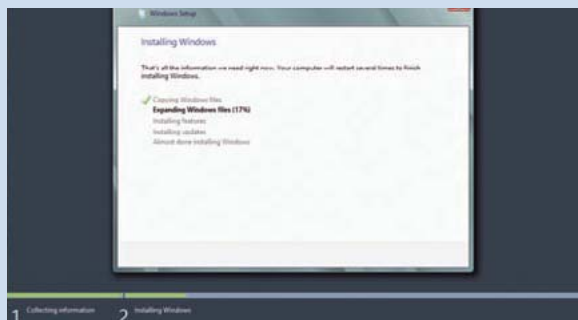 Windows Setup
Installing Windows
That's all the information we need right now. Your computer will restart several times to finish
installing Windows.
Copying Windows files
Expanding Windows files (17%)
Installing features
Installing updates
Almost done installing Windows
1 Collecting information 2 Installing Windows